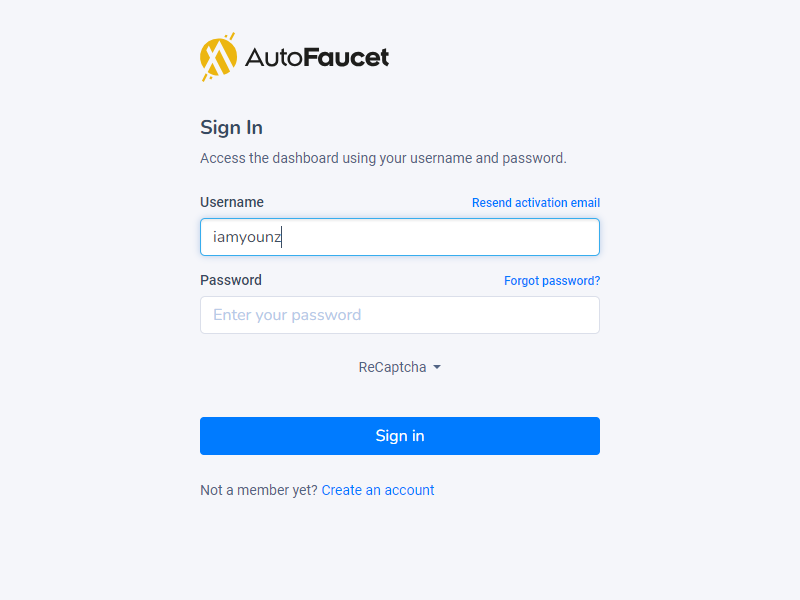 AutoFaucet
Sign In
Access the dashboard using your username and password.
Username Resend activation email
iamyounz
Password Forgot password?
Enter your password
ReCaptcha
Sign in
Not a member yet? Create an account